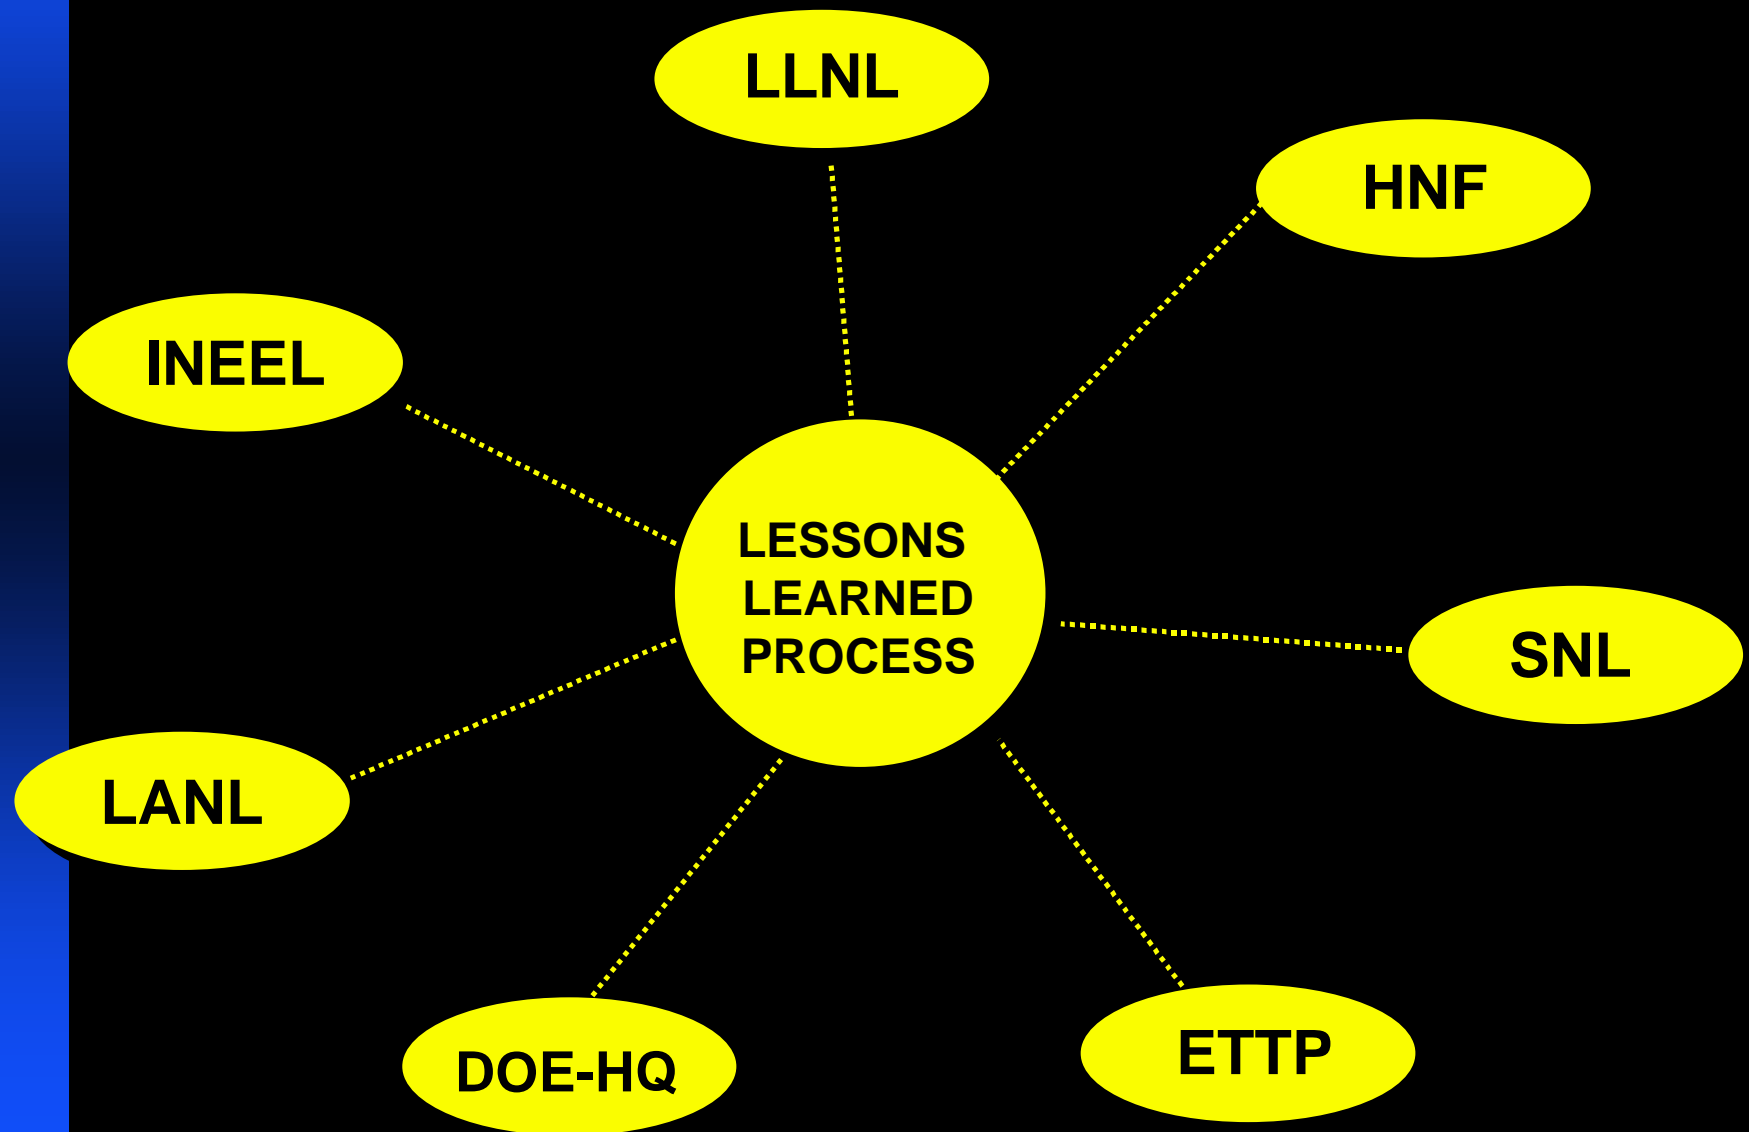 LLNL
HNF
INEEL
LESSONS
LEARNED
PROCESS
SNL
LANL
DOE-HQ
ETTP